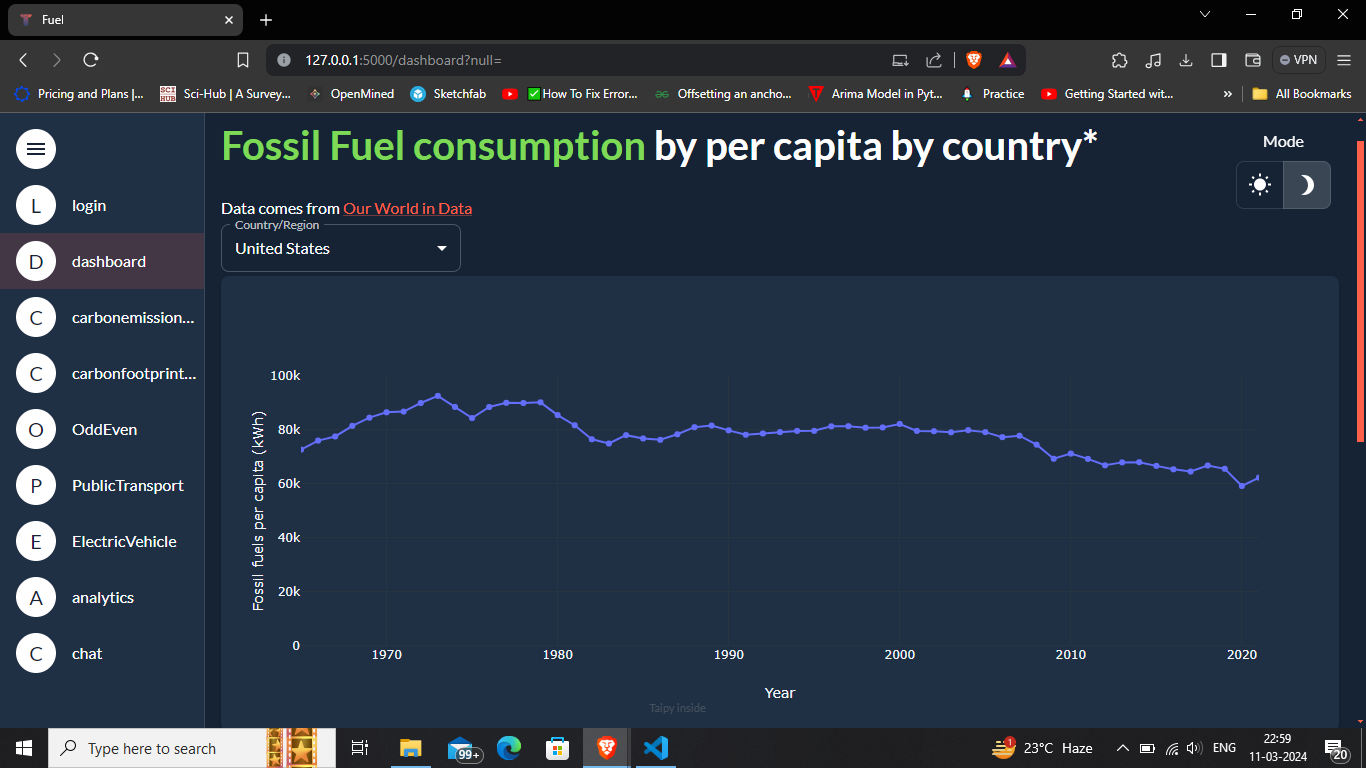 Fuel
127.0.0.1:5000/dashboard?null=
VPN
Pricing and Plans |...
SCI HUB
Sci-Hub | A Survey...
OpenMined
Sketchfab
How To Fix Error...
Offsetting an ancho...
Arima Model in Pyt...
Practice
Getting Started wit...
»
All Bookmarks
Fossil Fuel consumption by per capita by country*
Mode
L login
D dashboard
C carbonemission...
C carbonfootprint...
O OddEven
P PublicTransport
E ElectricVehicle
A analytics
C chat
Data comes from Our World in Data
Country/Region
United States
Fossil fuels per capita (kWh)
100k
80k
60k
40k
20k
0
1970 1980 1990 2000 2010 2020
Year
Taipy inside
Type here to search
99+
1
23°C Haze
ENG
22:59
11-03-2024
20